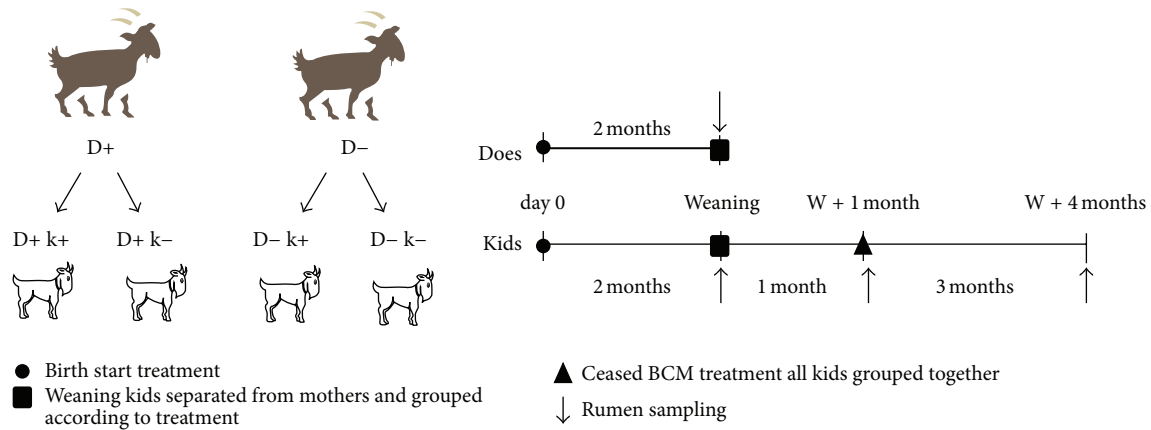 D+
D−
D+ k+
D+ k−
D− k+
D− k−
2 months
Does
day 0
Weaning
W + 1 month
W + 4 months
Kids
2 months
1 month
3 months
Birth start treatment
Weaning kids separated from mothers and grouped
according to treatment
Ceased BCM treatment all kids grouped together
Rumen sampling